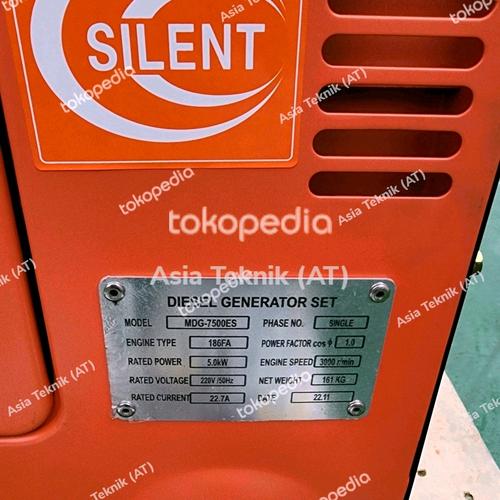 SILENT
tokopedia
Asia Teknik (AT)
DIESEL GENERATOR SET
MODEL MDG-7500ES PHASE NO. SINGLE
ENGINE TYPE 186FA POWER FACTOR cos ϕ 1.0
RATED POWER 5.0kW ENGINE SPEED 3000 r/min
RATED VOLTAGE 220V /50Hz NET WEIGHT 161 KG
RATED CURRENT 22.7A DATE 22.11